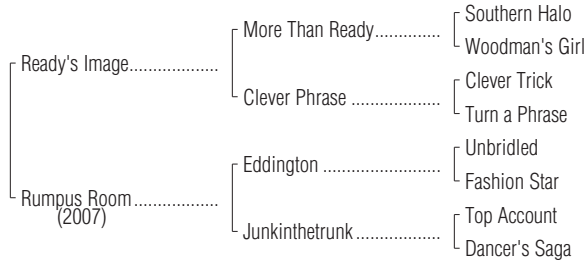 Southern Halo
More Than Ready..............
Woodman's Girl
Ready's Image...................
Clever Trick
Clever Phrase ...................
Turn a Phrase
Unbridled
Eddington .........................
Fashion Star
Rumpus Room ..................
(2007)
Top Account
Junkinthetrunk ..................
Dancer's Saga